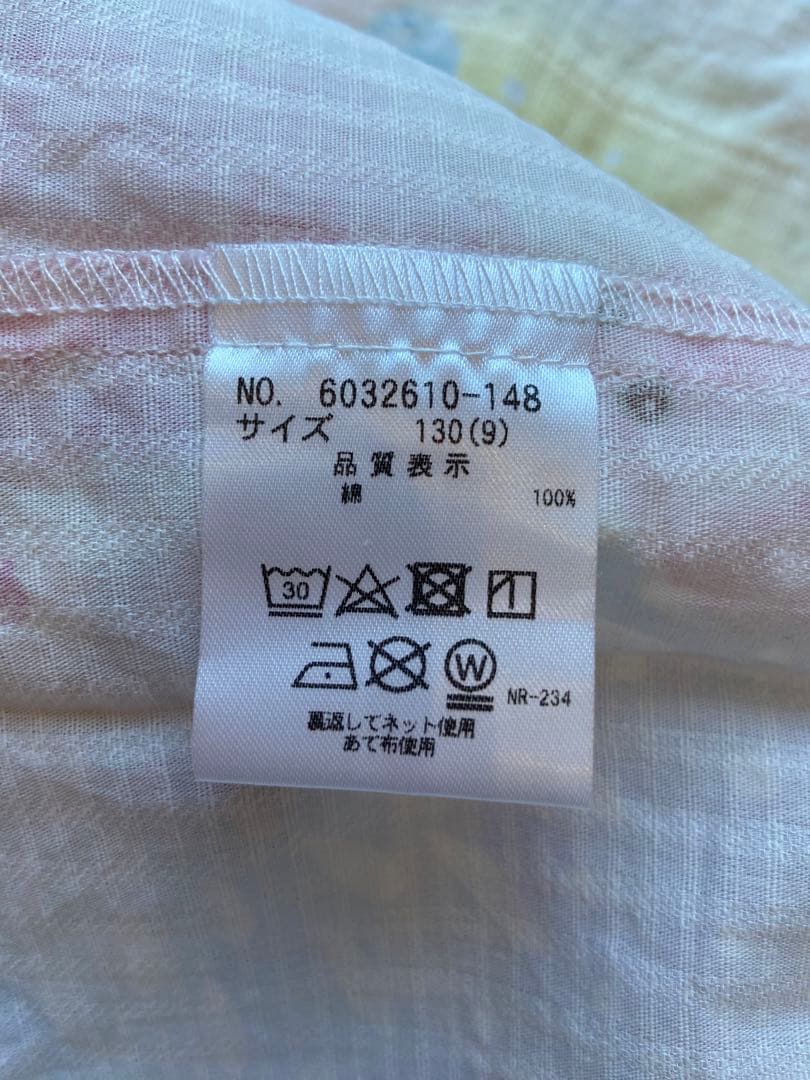 NO. 6032610-148
サイズ 130(9)
品質表示
綿 100%
30
W NR-234
裏返してネット使用
あて布使用